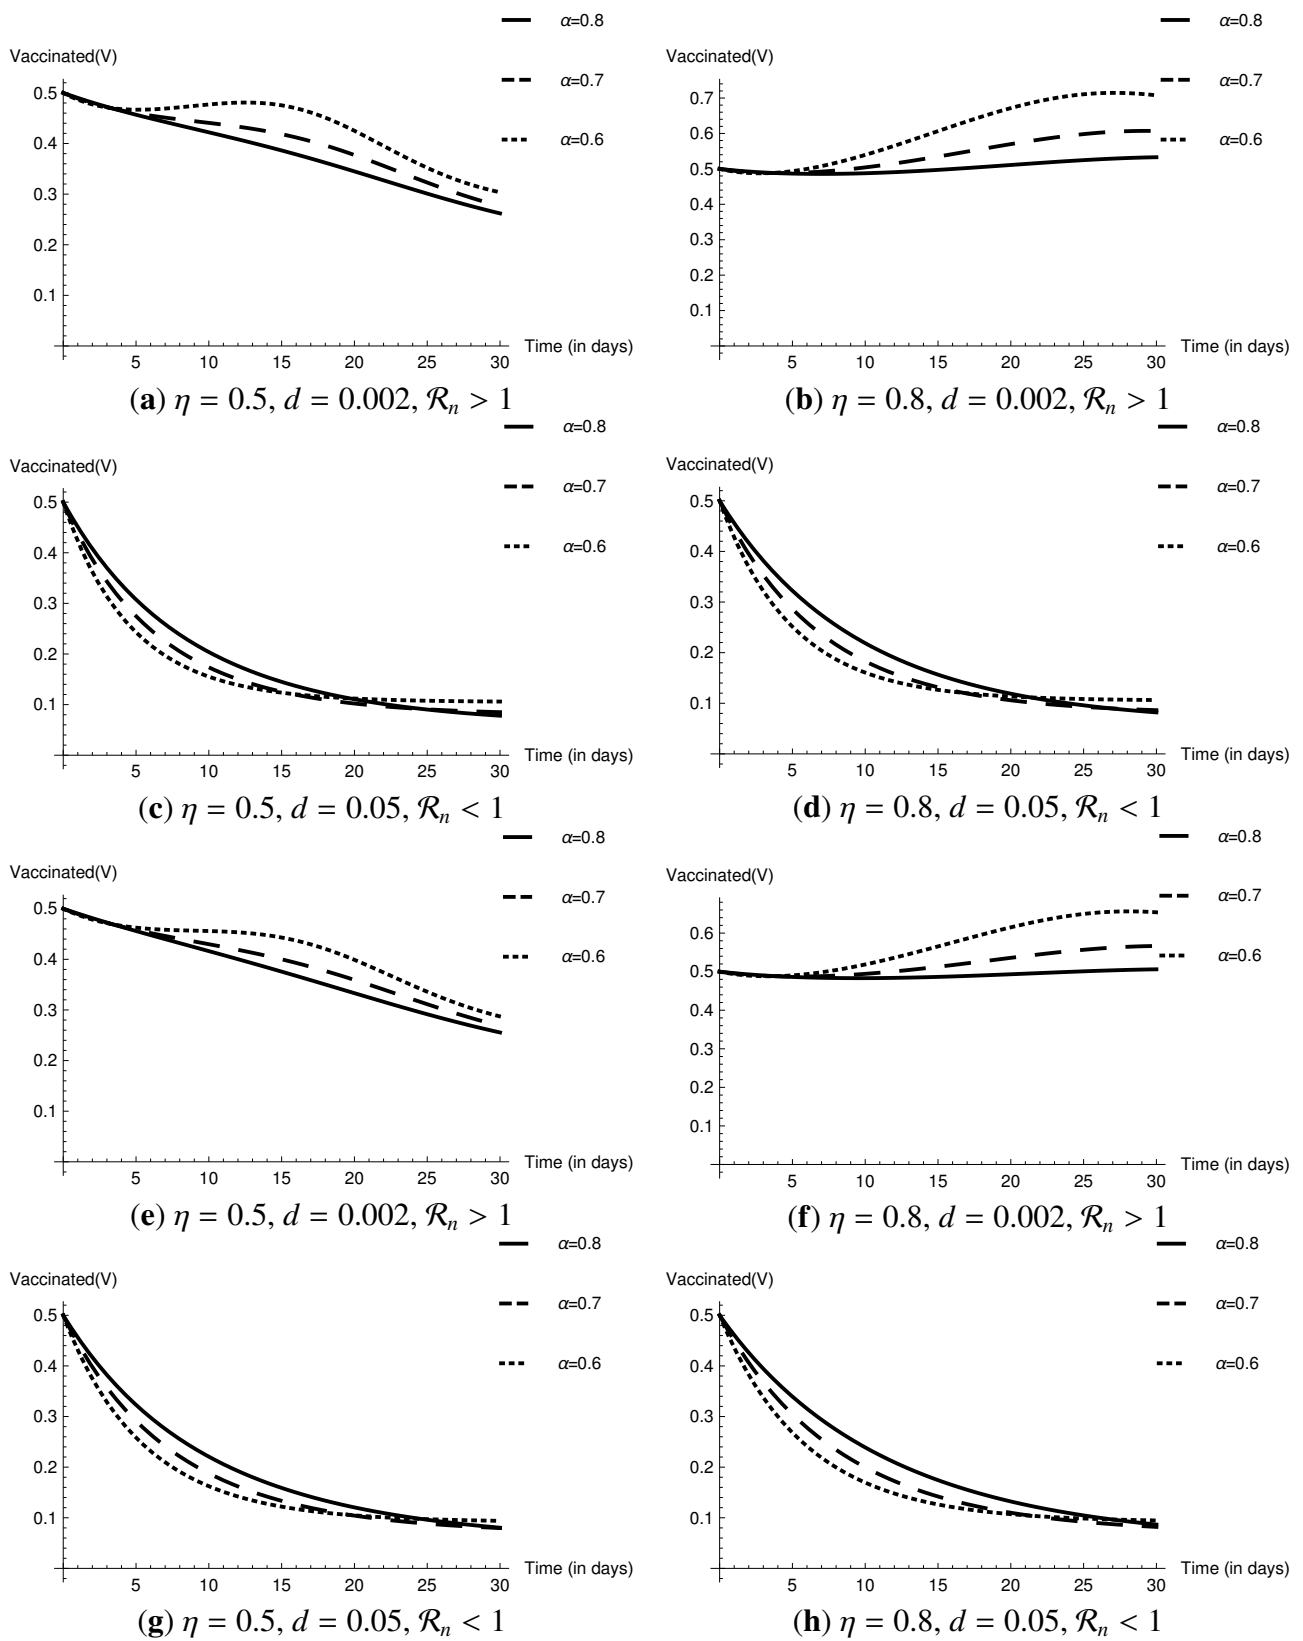 α=0.8
Vaccinated(V)
α=0.7
α=0.6
0.5
0.4
0.3
0.2
0.1
5 10 15 20 25 30
Time (in days)
(a) η = 0.5, d = 0.002, ℛn > 1
α=0.8
Vaccinated(V)
α=0.7
α=0.6
0.7
0.6
0.5
0.4
0.3
0.2
0.1
5 10 15 20 25 30
Time (in days)
(b) η = 0.8, d = 0.002, ℛn > 1
α=0.8
Vaccinated(V)
α=0.7
α=0.6
0.5
0.4
0.3
0.2
0.1
5 10 15 20 25 30
Time (in days)
(c) η = 0.5, d = 0.05, ℛn < 1
α=0.8
Vaccinated(V)
α=0.7
α=0.6
0.5
0.4
0.3
0.2
0.1
5 10 15 20 25 30
Time (in days)
(d) η = 0.8, d = 0.05, ℛn < 1
α=0.8
Vaccinated(V)
α=0.7
α=0.6
0.5
0.4
0.3
0.2
0.1
5 10 15 20 25 30
Time (in days)
(e) η = 0.5, d = 0.002, ℛn > 1
α=0.8
Vaccinated(V)
α=0.7
α=0.6
0.6
0.5
0.4
0.3
0.2
0.1
5 10 15 20 25 30
Time (in days)
(f) η = 0.8, d = 0.002, ℛn > 1
α=0.8
Vaccinated(V)
α=0.7
α=0.6
0.5
0.4
0.3
0.2
0.1
5 10 15 20 25 30
Time (in days)
(g) η = 0.5, d = 0.05, ℛn < 1
α=0.8
Vaccinated(V)
α=0.7
α=0.6
0.5
0.4
0.3
0.2
0.1
5 10 15 20 25 30
Time (in days)
(h) η = 0.8, d = 0.05, ℛn < 1